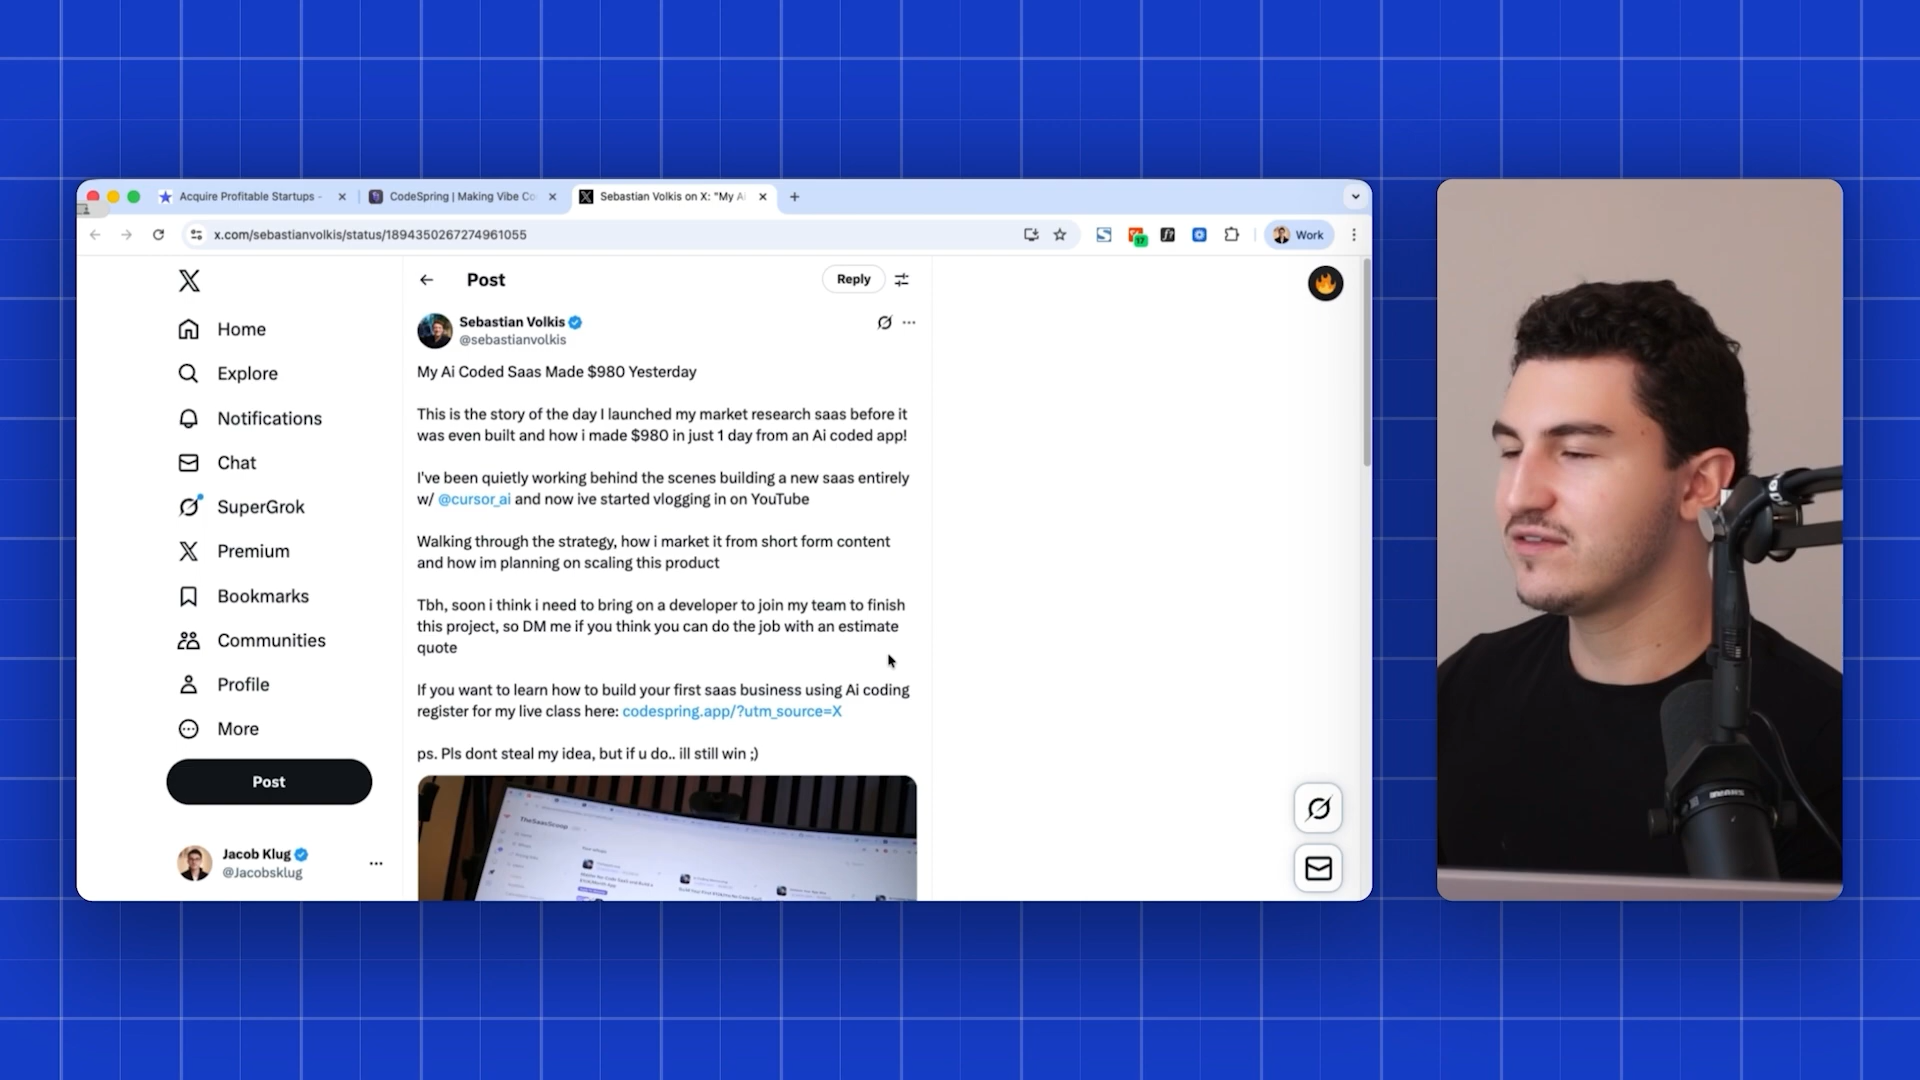 Acquire Profitable Startups -
CodeSpring | Making Vibe Co
Sebastian Volkis on X: "My A
x.com/sebastianvolkis/status/1894350267274961055
17
Work
Home
Explore
Notifications
Chat
SuperGrok
Premium
Bookmarks
Communities
Profile
More
Post
Jacob Klug
@Jacobsklug
Post
Reply
Sebastian Volkis
@sebastianvolkis
My Ai Coded Saas Made $980 Yesterday
This is the story of the day I launched my market research saas before it
was even built and how i made $980 in just 1 day from an Ai coded app!
I've been quietly working behind the scenes building a new saas entirely
w/ @cursor_ai and now ive started vlogging in on YouTube
Walking through the strategy, how i market it from short form content
and how im planning on scaling this product
Tbh, soon i think i need to bring on a developer to join my team to finish
this project, so DM me if you think you can do the job with an estimate
quote
If you want to learn how to build your first saas business using Ai coding
register for my live class here: codespring.app/?utm_source=X
ps. Pls dont steal my idea, but if u do.. ill still win ;)
TheSaasScoop